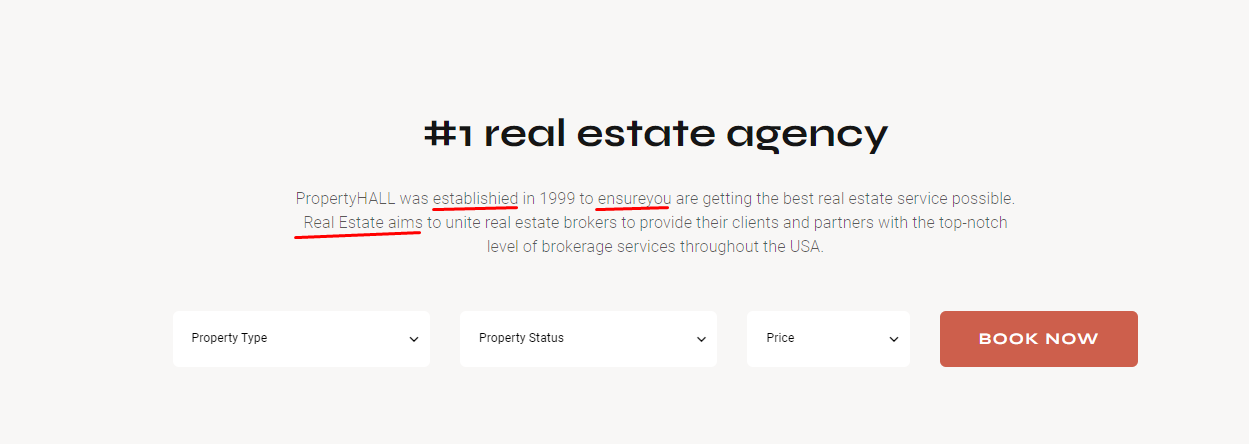 #1 real estate agency
PropertyHALL was establishied in 1999 to ensureyou are getting the best real estate service possible.
Real Estate aims to unite real estate brokers to provide their clients and partners with the top-notch
level of brokerage services throughout the USA.
Property Type
Property Status
Price
BOOK NOW